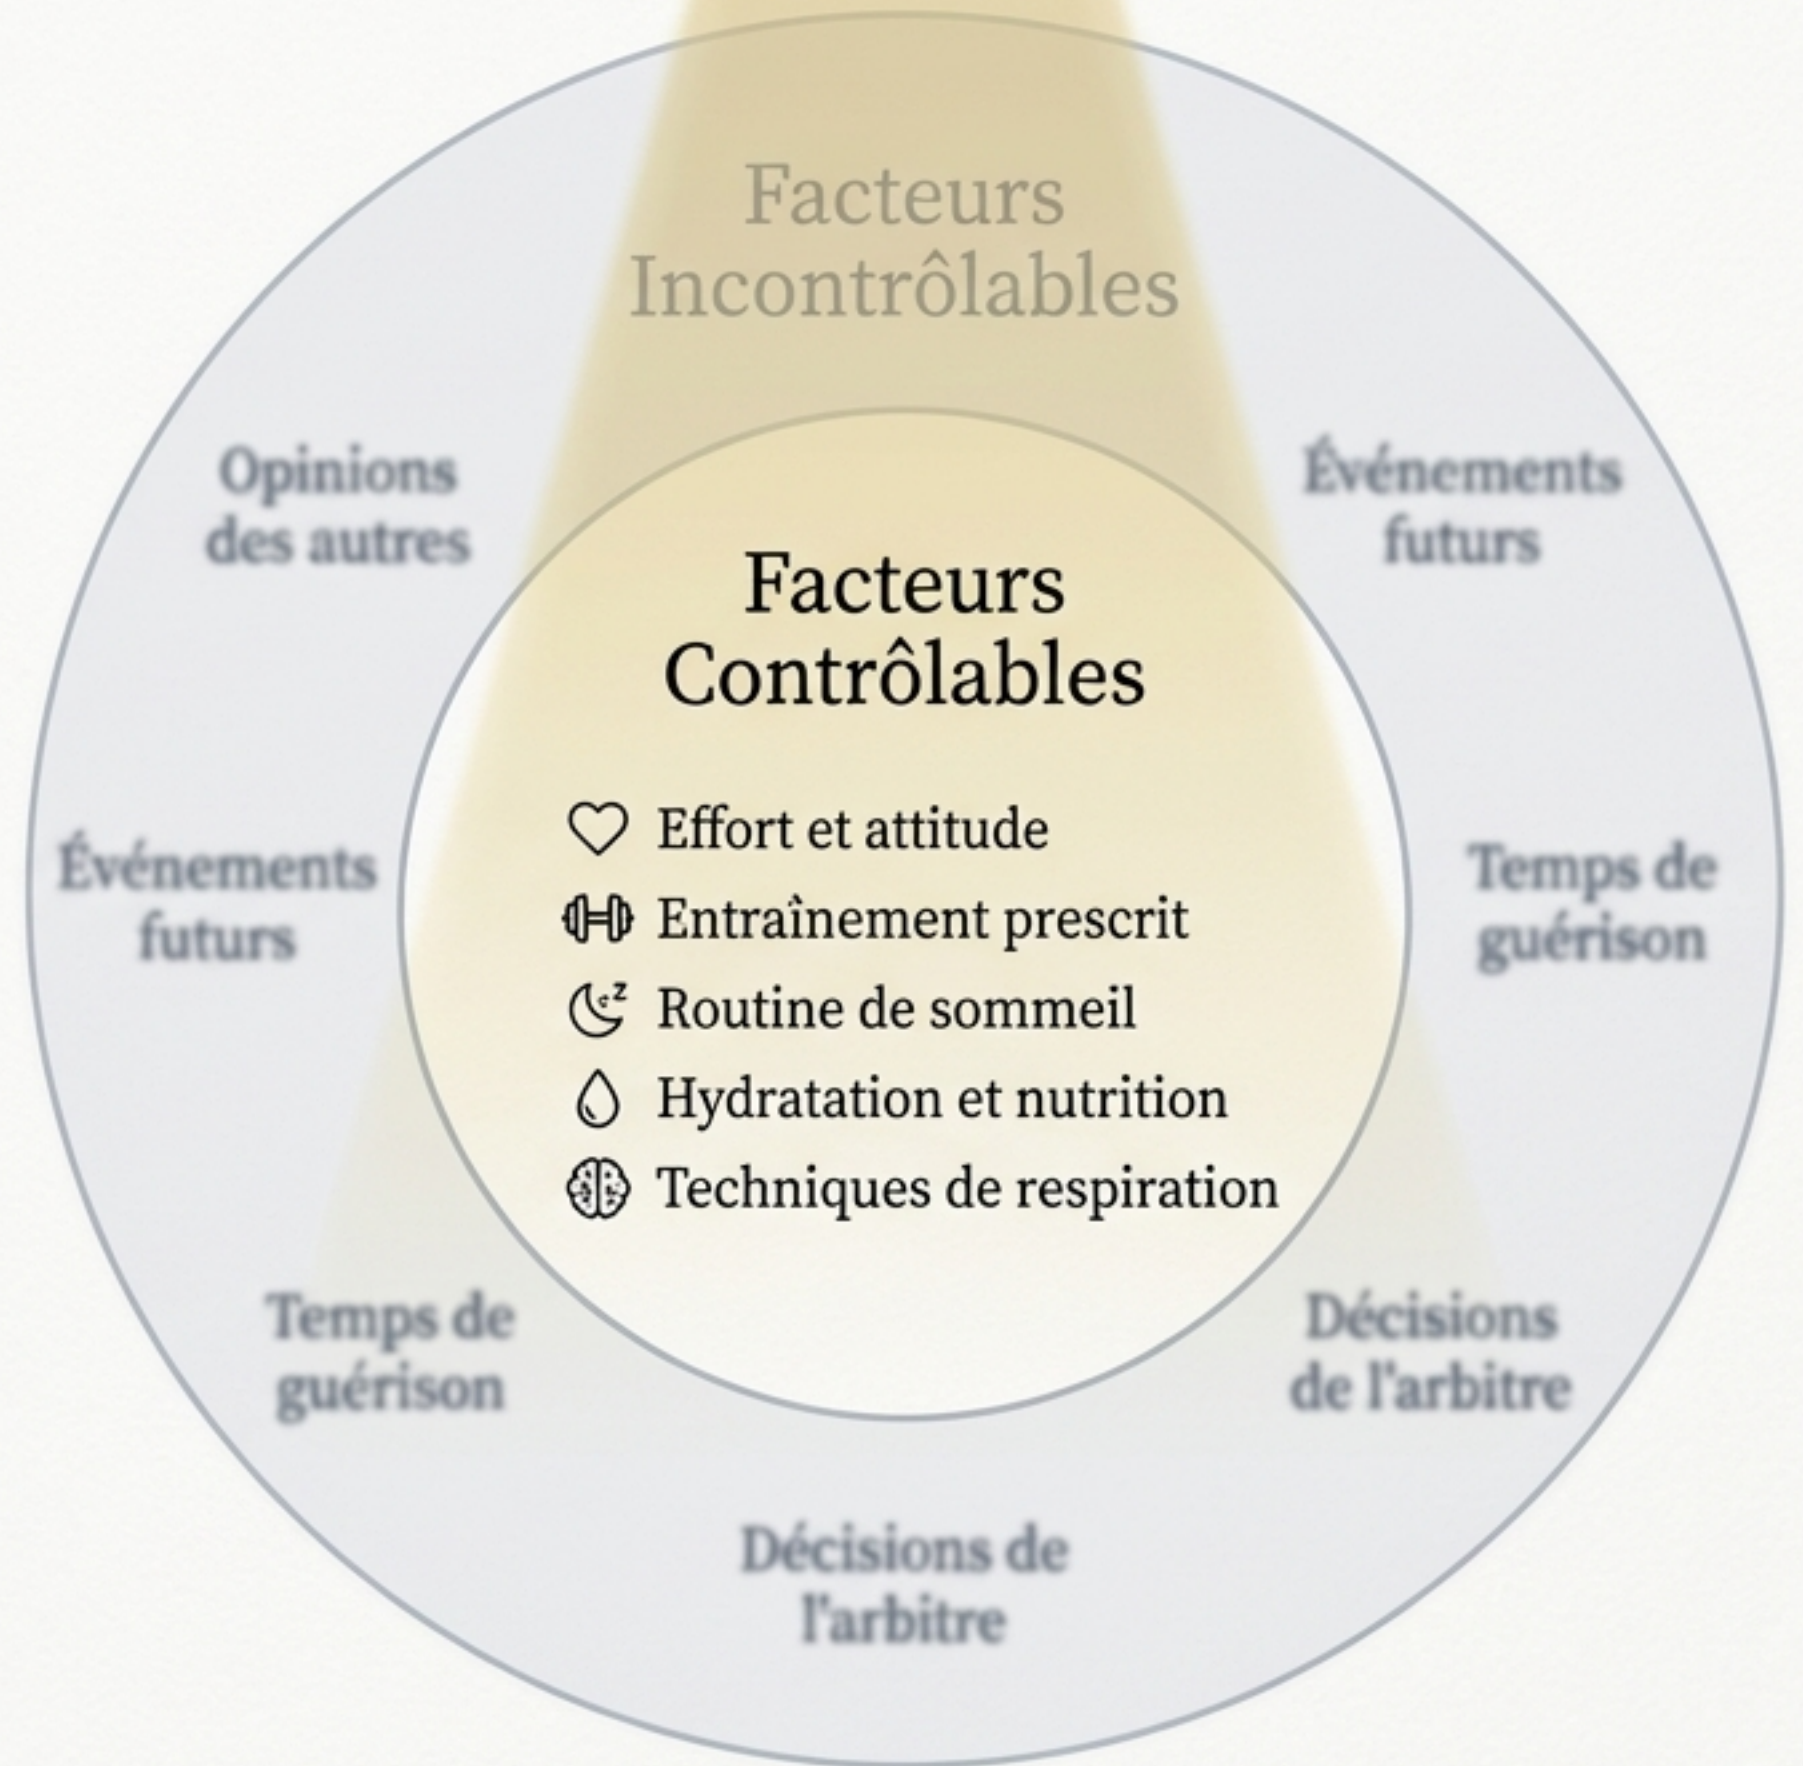 Facteurs
Incontrôlables
Opinions
des autres
Événements
futurs
Facteurs
Contrôlables
Effort et attitude
Entraînement prescrit
Routine de sommeil
Hydratation et nutrition
Techniques de respiration
Événements
futurs
Temps de
guérison
Temps de
guérison
Décisions
de l'arbitre
Décisions de
l'arbitre